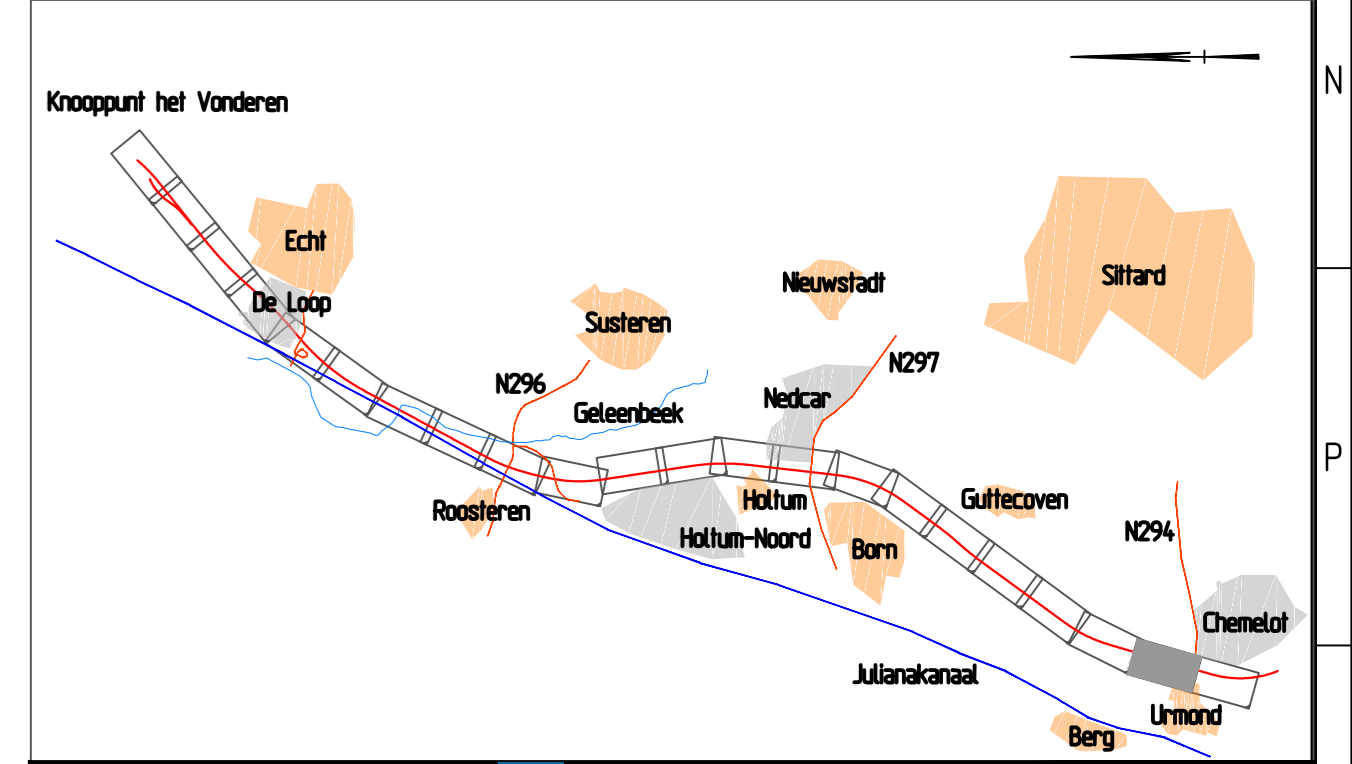 N
Knooppunt het Vonderen
Echt
Sittard
Nieuwstadt
De Loop
Susteren
N297
N296
Nedcar
Geleenbeek
P
Holtum
Guttecoven
Roosteren
N294
Holtum-Noord
Born
Chemelot
Julianakanaal
Urmond
Berg